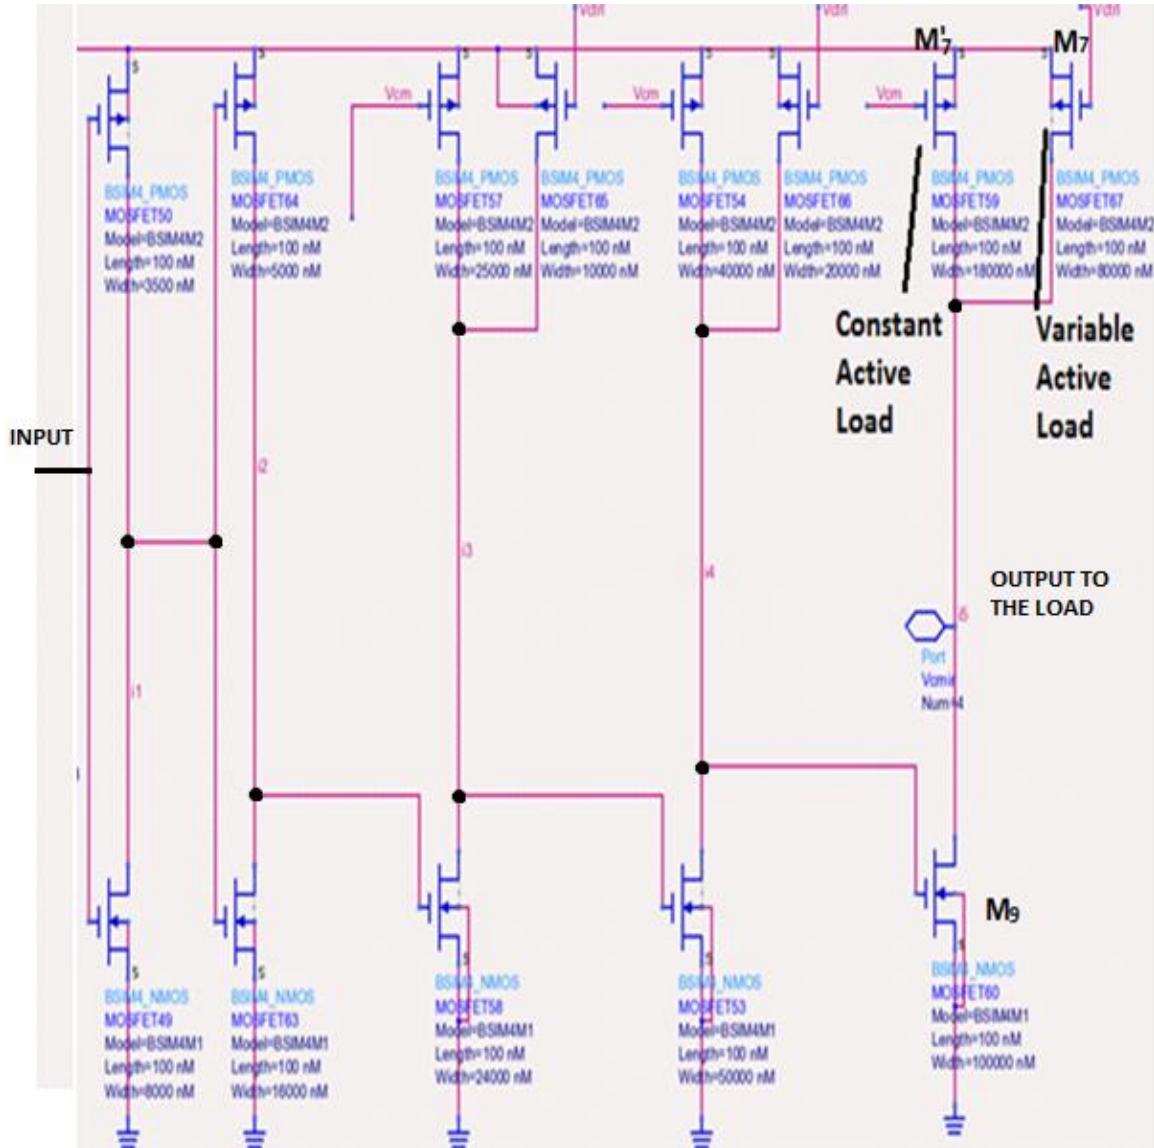 Vctrl
Vctrl
Vctrl
M'7
M7
S
S
S
S
S
S
S
S
Vcm
Vcm
Vcm
BSIM4_PMOS
MOSFET50
Model=BSIM4M2
Length=100 nM
Width=3500 nM
BSIM4_PMOS
MOSFET64
Model=BSIM4M2
Length=100 nM
Width=5000 nM
BSIM4_PMOS
MOSFET57
Model=BSIM4M2
Length=100 nM
Width=25000 nM
BSIM4_PMOS
MOSFET65
Model=BSIM4M2
Length=100 nM
Width=10000 nM
BSIM4_PMOS
MOSFET54
Model=BSIM4M2
Length=100 nM
Width=40000 nM
BSIM4_PMOS
MOSFET66
Model=BSIM4M2
Length=100 nM
Width=20000 nM
BSIM4_PMOS
MOSFET59
Model=BSIM4M2
Length=100 nM
Width=180000 nM
BSIM4_PMOS
MOSFET67
Model=BSIM4M2
Length=100 nM
Width=80000 nM
Constant
Active
Load
Variable
Active
Load
INPUT
i2
i3
i4
OUTPUT TO
THE LOAD
i5
Port
Num=4
i1
M9
S
S
S
S
BSIM4_NMOS
MOSFET49
Model=BSIM4M1
Length=100 nM
Width=8000 nM
BSIM4_NMOS
MOSFET63
Model=BSIM4M1
Length=100 nM
Width=16000 nM
BSIM4_NMOS
MOSFET58
Model=BSIM4M1
Length=100 nM
Width=24000 nM
BSIM4_NMOS
MOSFET53
Model=BSIM4M1
Length=100 nM
Width=50000 nM
BSIM4_NMOS
MOSFET60
Model=BSIM4M1
Length=100 nM
Width=100000 nM